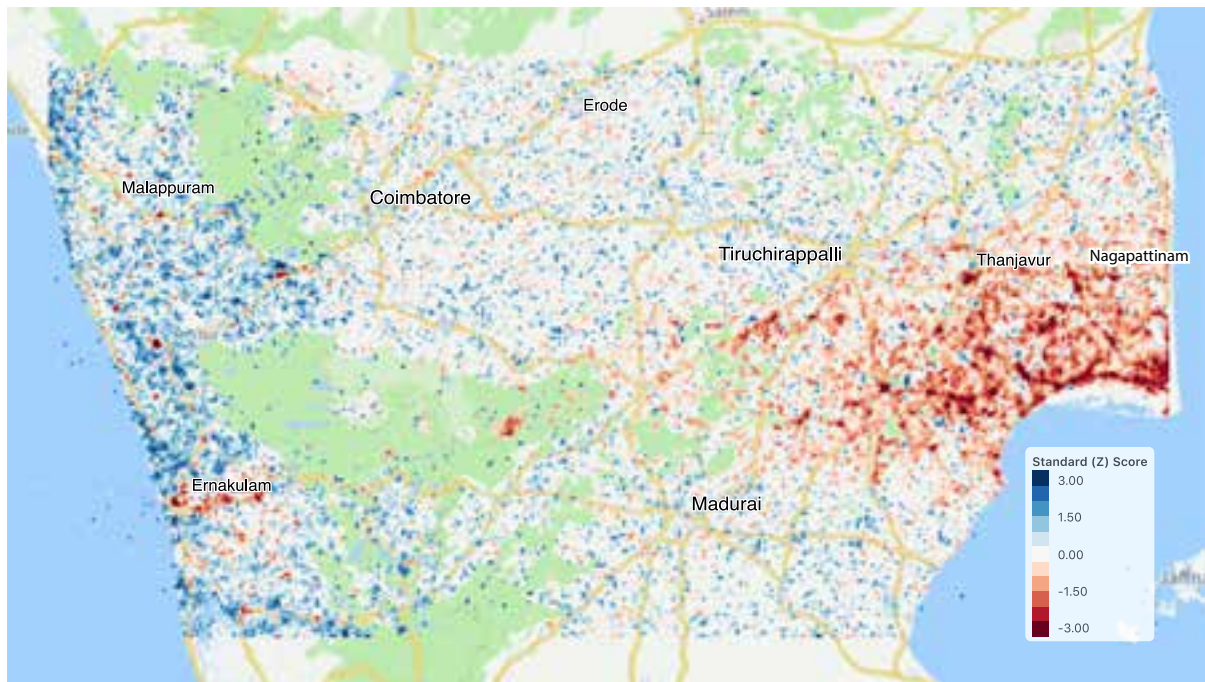 Salem
Erode
Malappuram
Coimbatore
Tiruchirappalli
Thanjavur
Nagapattinam
Ernakulam
Madurai
Standard (Z) Score
3.00
1.50
0.00
-1.50
-3.00